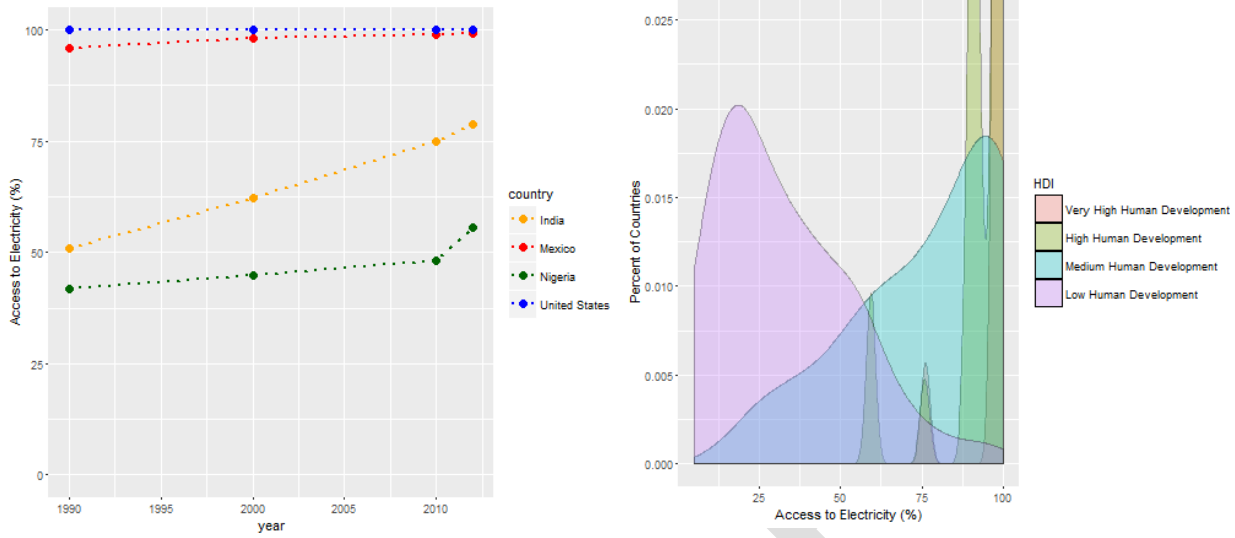 100
75
50
25
0
Access to Electricity (%)
1990
1995
2000
2005
2010
year
country
India
Mexico
Nigeria
United States
0.025
0.020
0.015
0.010
0.005
0.000
Percent of Countries
25
50
75
100
Access to Electricity (%)
HDI
Very High Human Development
High Human Development
Medium Human Development
Low Human Development